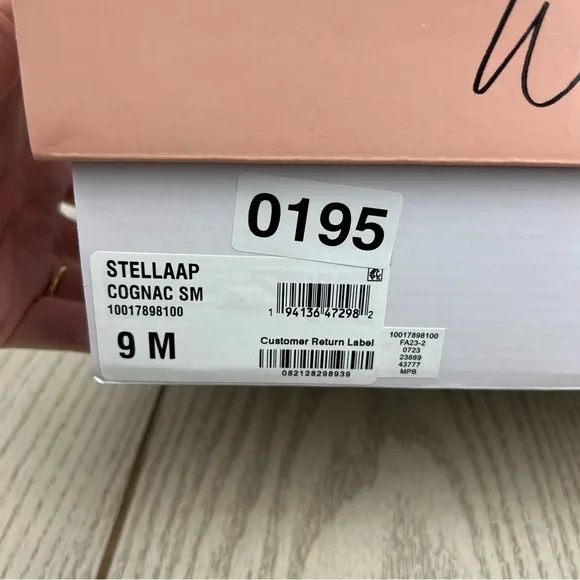 0195
STELLAAP
COGNAC SM
10017898100
9 M
1 94136 47298 2
Customer Return Label
082128298939
10017898100
FA23-2
0723
23889
43777
MPB